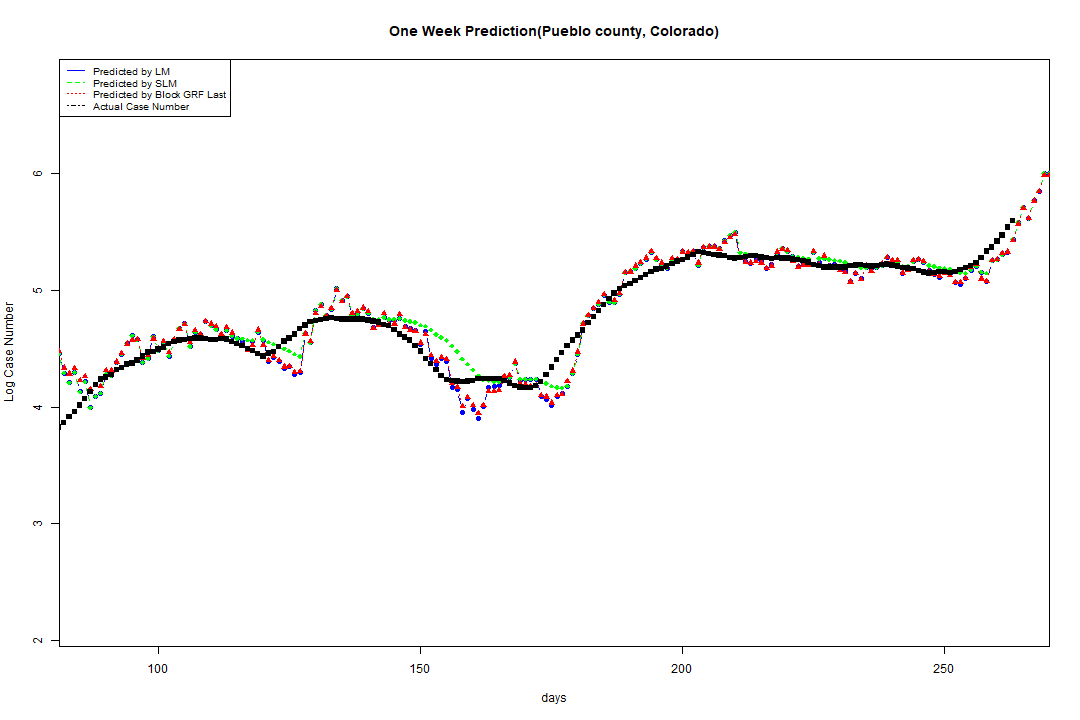 One Week Prediction(Pueblo county, Colorado)
Predicted by LM
Predicted by SLM
Predicted by Block GRF Last
Actual Case Number
6
5
4
3
2
Log Case Number
100 150 200 250
days